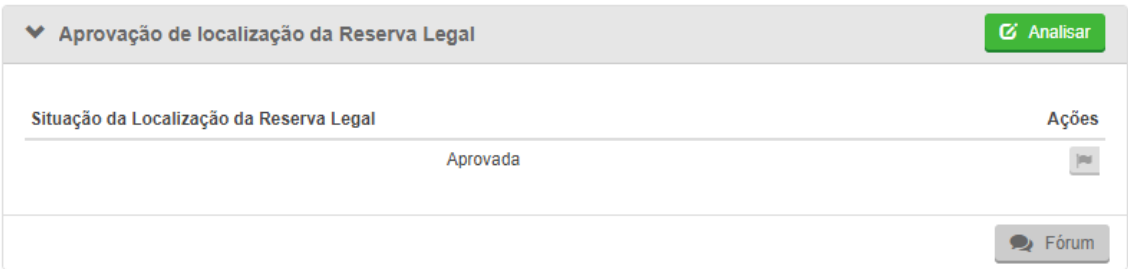 Aprovação de localização da Reserva Legal Analisar
Situação da Localização da Reserva Legal Ações
Aprovada
Fórum